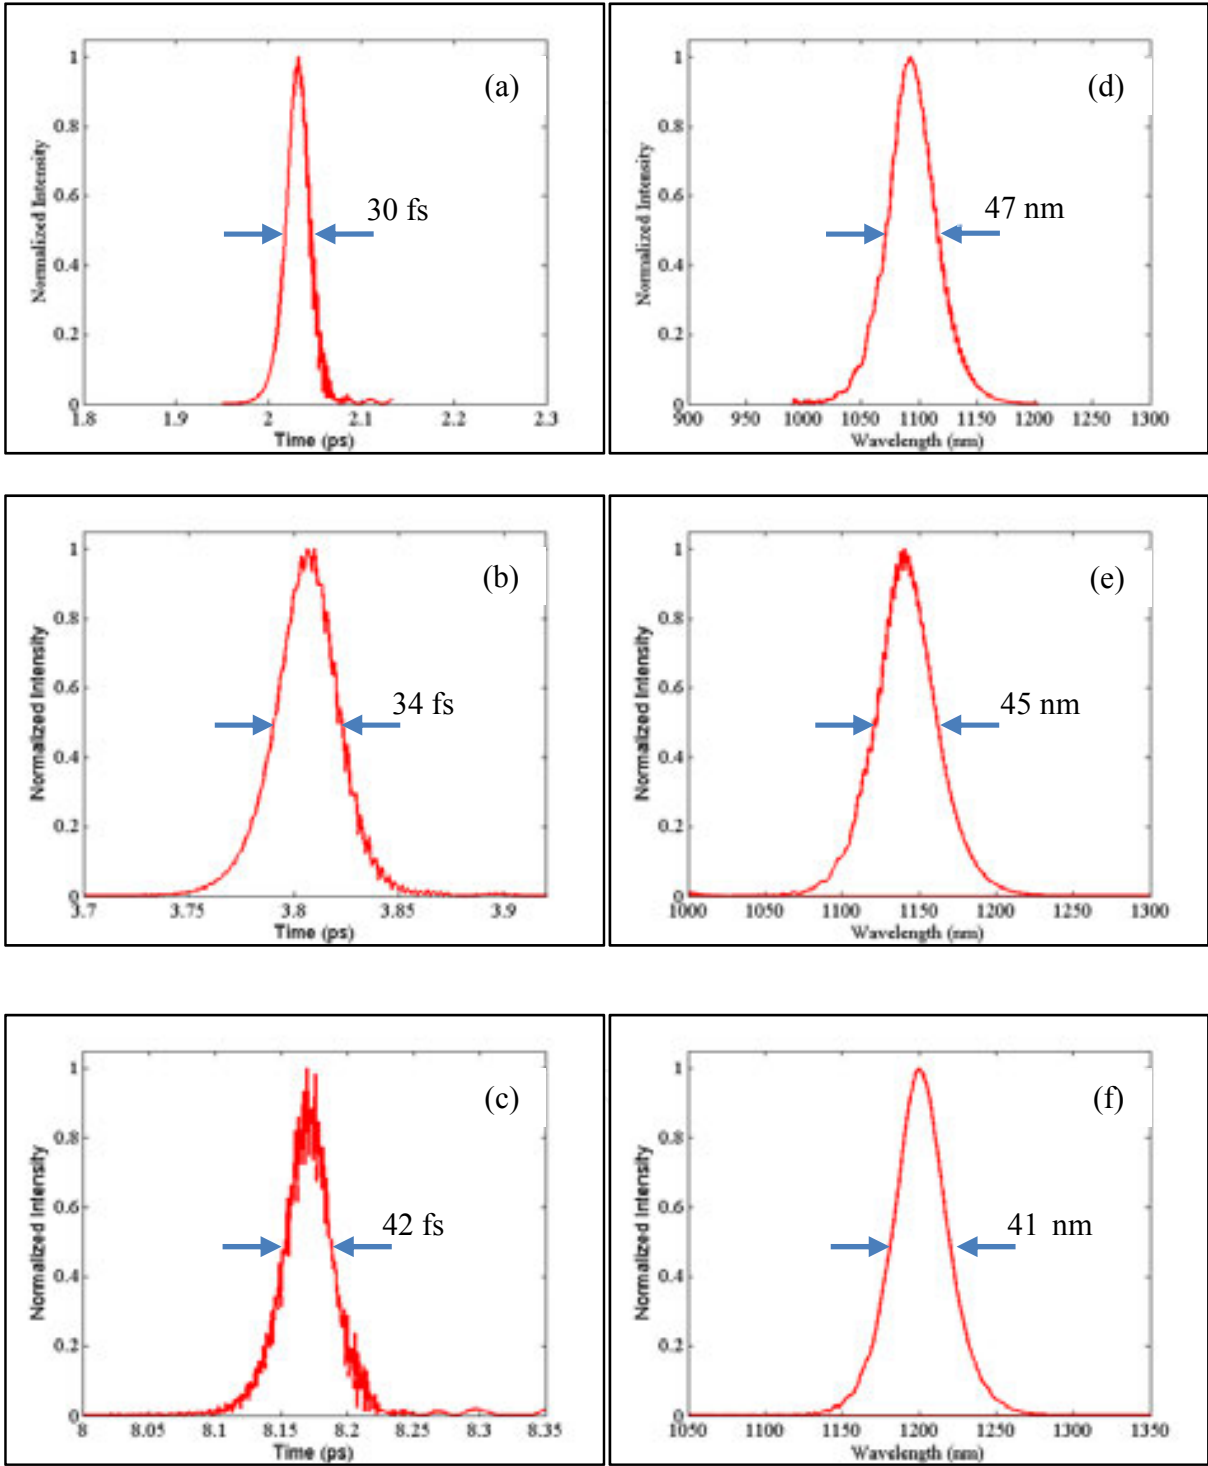 (a)
30 fs
Normalized Intensity
1
0.8
0.6
0.4
0.2
0
1.8 1.9 2 2.1 2.2 2.3
Time (ps)
(d)
47 nm
Normalized Intensity
1
0.8
0.6
0.4
0.2
0
900 950 1000 1050 1100 1150 1200 1250 1300
Wavelength (nm)
(b)
34 fs
Normalized Intensity
1
0.8
0.6
0.4
0.2
0
3.7 3.75 3.8 3.85 3.9
Time (ps)
(e)
45 nm
Normalized Intensity
1
0.8
0.6
0.4
0.2
0
1000 1050 1100 1150 1200 1250 1300
Wavelength (nm)
(c)
42 fs
Normalized Intensity
1
0.8
0.6
0.4
0.2
0
8 8.05 8.1 8.15 8.2 8.25 8.3 8.35
Time (ps)
(f)
41 nm
Normalized Intensity
1
0.8
0.6
0.4
0.2
0
1050 1100 1150 1200 1250 1300 1350
Wavelength (nm)